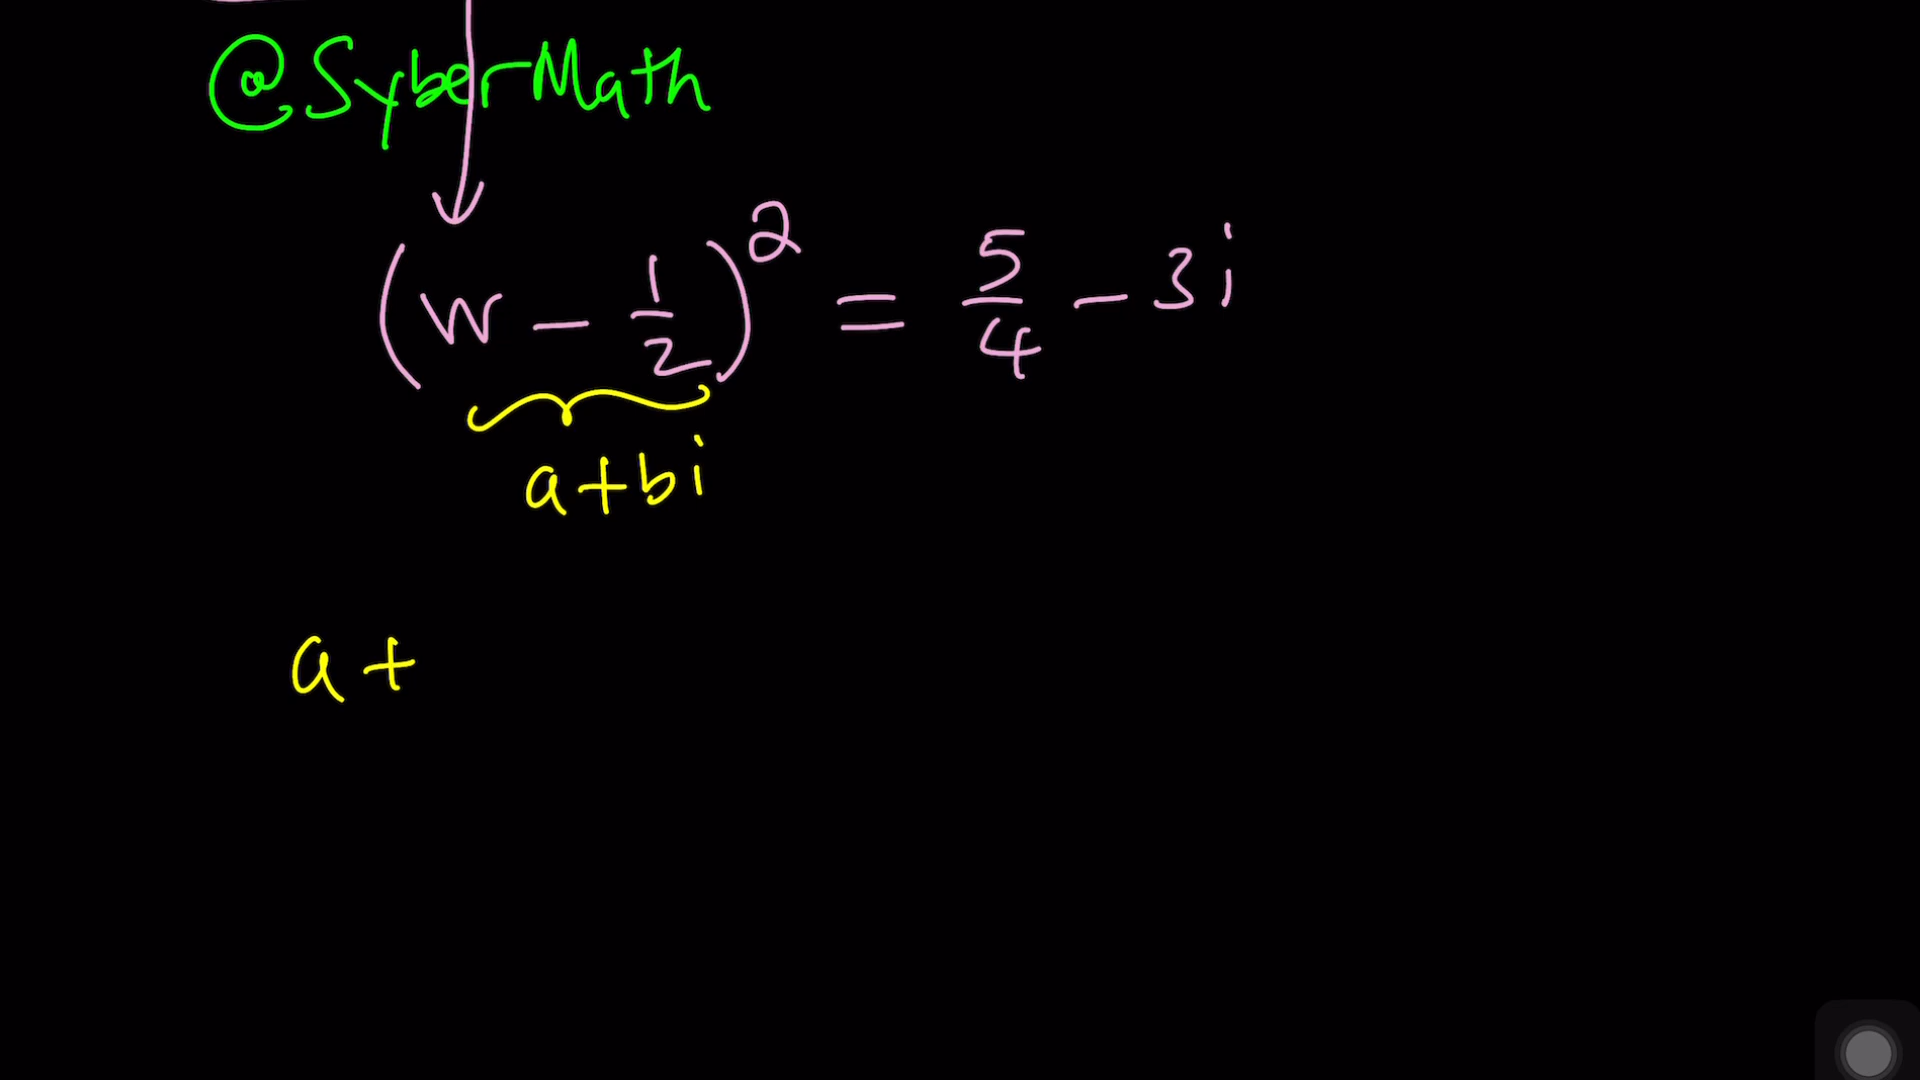 @SyberMath
(w - 1/2)² = 5/4 - 3i
a+bi
a+